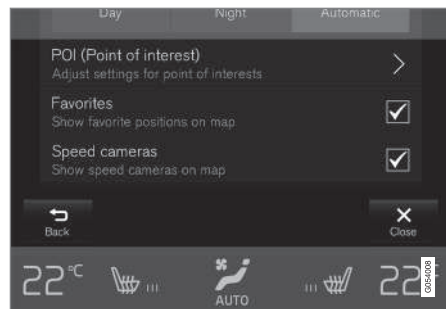 Day Night Automatic
POI (Point of interest)
Adjust settings for point of interests
Favorites
Show favorite positions on map
Speed cameras
Show speed cameras on map
Back Close
22°C AUTO 22°
G054008